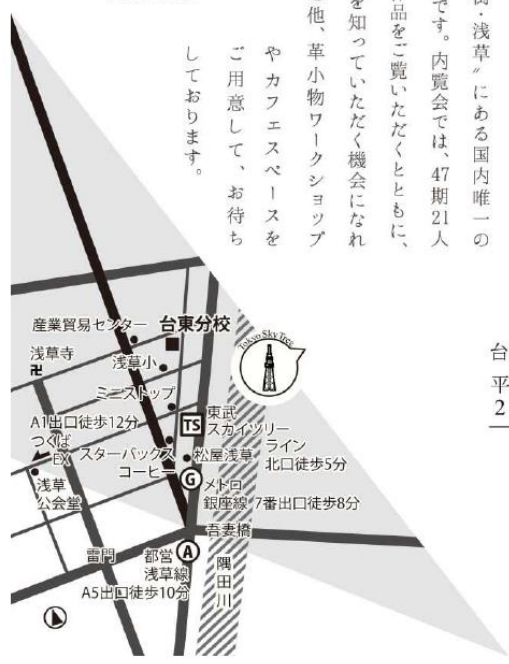 街・浅草〃にある国内唯一の
です。内覧会では、47期21人
作品をご覧いただくとともに、
を知っていただく機会になれ
他、革小物ワークショップ
やカフェスペースを
ご用意して、お待ち
しております。
台
平
2
Tokyo Sky Tree
産業貿易センター
台東分校
浅草寺
卍
浅草小
ミニストップ
A1出口徒歩12分
つくば
EX
TS
東武
スカイツリー
ライン
北口徒歩5分
スターバックス
コーヒー
松屋浅草
浅草
公会堂
G
メトロ
銀座線 7番出口徒歩8分
吾妻橋
雷門
都営
浅草線
A
A5出口徒歩10分
隅田川